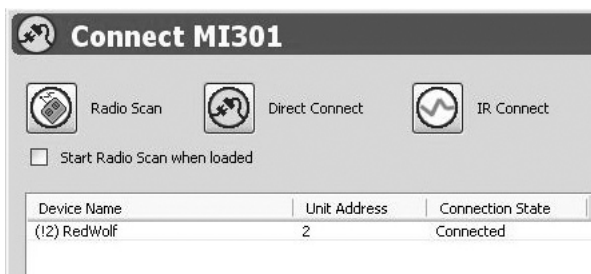 Connect MI301
Radio Scan Direct Connect IR Connect
Start Radio Scan when loaded
Device Name Unit Address Connection State
(!2) RedWolf 2 Connected